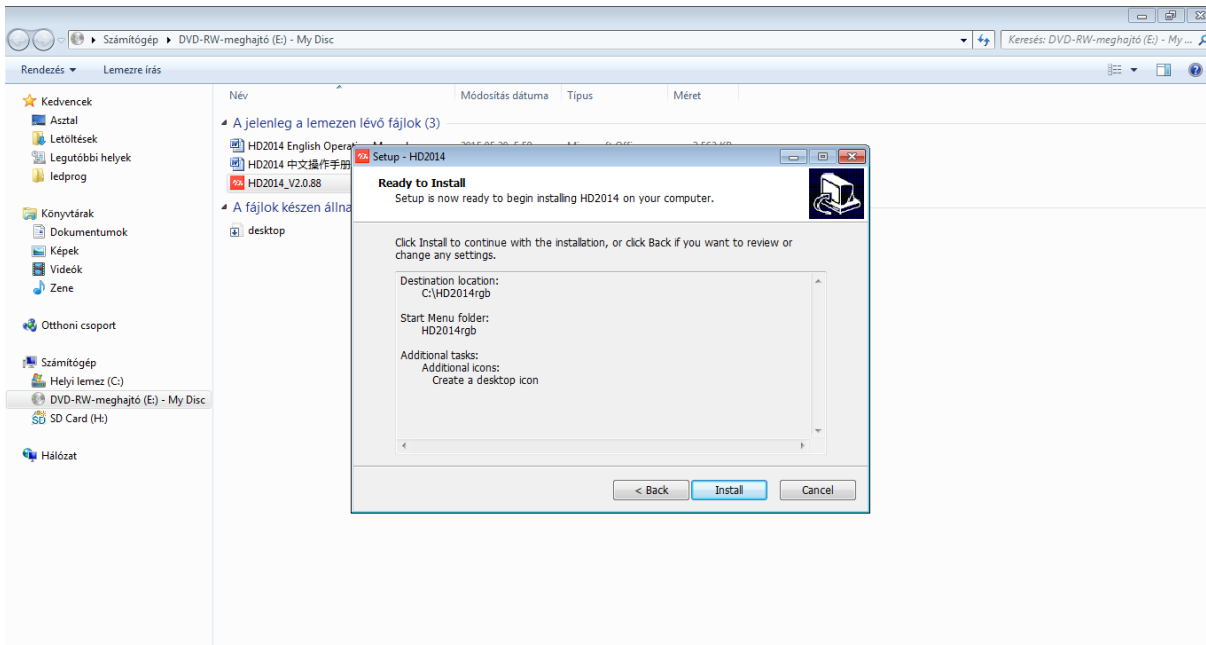 Számítógép ▸ DVD-RW-meghajtó (E:) - My Disc
Keresés: DVD-RW-meghajtó (E:) - My ...
Rendezés
Lemezre írás
Kedvencek
Asztal
Letöltések
Legutóbbi helyek
ledprog
Könyvtárak
Dokumentumok
Képek
Videók
Zene
Otthoni csoport
Számítógép
Helyi lemez (C:)
DVD-RW-meghajtó (E:) - My Disc
SD Card (H:)
Hálózat
Név
Módosítás dátuma
Típus
Méret
A jelenleg a lemezen lévő fájlok (3)
HD2014 English
HD2014 中文操作手册
HD2014_V2.0.88
A fájlok készen
desktop
Setup - HD2014
Ready to Install
Setup is now ready to begin installing HD2014 on your computer.
Click Install to continue with the installation, or click Back if you want to review or
change any settings.
Destination location:
C:\HD2014rgb
Start Menu folder:
HD2014rgb
Additional tasks:
Additional icons:
Create a desktop icon
< Back
Install
Cancel